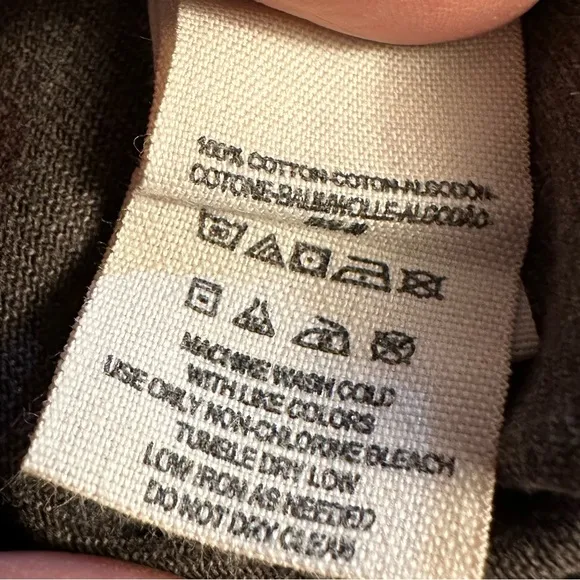 100% COTTON-COTON-ALGODÓN-
COTONE-BAUMWOLLE-ALGODÃO
MACHINE WASH COLD
WITH LIKE COLORS
USE ONLY NON-CHLORINE BLEACH
TUMBLE DRY LOW
LOW IRON AS NEEDED
DO NOT DRY CLEAN